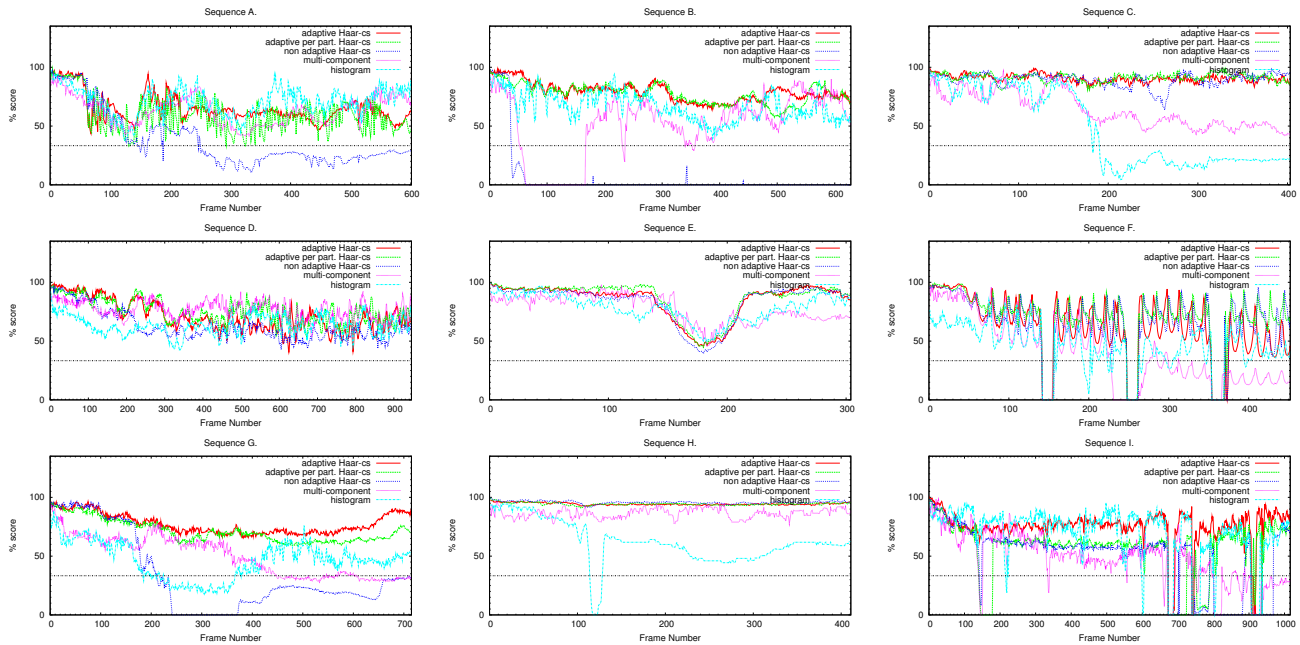 Sequence A.
% score
100
50
0
0 100 200 300 400 500 600
Frame Number
adaptive Haar-cs
adaptive per part. Haar-cs
non adaptive Haar-cs
multi-component
histogram
Sequence B.
% score
100
50
0
0 100 200 300 400 500 600
Frame Number
adaptive Haar-cs
adaptive per part. Haar-cs
non adaptive Haar-cs
multi-component
histogram
Sequence C.
% score
100
50
0
0 100 200 300 400
Frame Number
adaptive Haar-cs
adaptive per part. Haar-cs
non adaptive Haar-cs
multi-component
histogram
Sequence D.
% score
100
50
0
0 100 200 300 400 500 600 700 800 900
Frame Number
adaptive Haar-cs
adaptive per part. Haar-cs
non adaptive Haar-cs
multi-component
histogram
Sequence E.
% score
100
50
0
0 100 200 300
Frame Number
adaptive Haar-cs
adaptive per part. Haar-cs
non adaptive Haar-cs
multi-component
histogram
Sequence F.
% score
100
50
0
0 100 200 300 400
Frame Number
adaptive Haar-cs
adaptive per part. Haar-cs
non adaptive Haar-cs
multi-component
histogram
Sequence G.
% score
100
50
0
0 100 200 300 400 500 600 700
Frame Number
adaptive Haar-cs
adaptive per part. Haar-cs
non adaptive Haar-cs
multi-component
histogram
Sequence H.
% score
100
50
0
0 100 200 300 400
Frame Number
adaptive Haar-cs
adaptive per part. Haar-cs
non adaptive Haar-cs
multi-component
histogram
Sequence I.
% score
100
50
0
0 100 200 300 400 500 600 700 800 900 1000
Frame Number
adaptive Haar-cs
adaptive per part. Haar-cs
non adaptive Haar-cs
multi-component
histogram